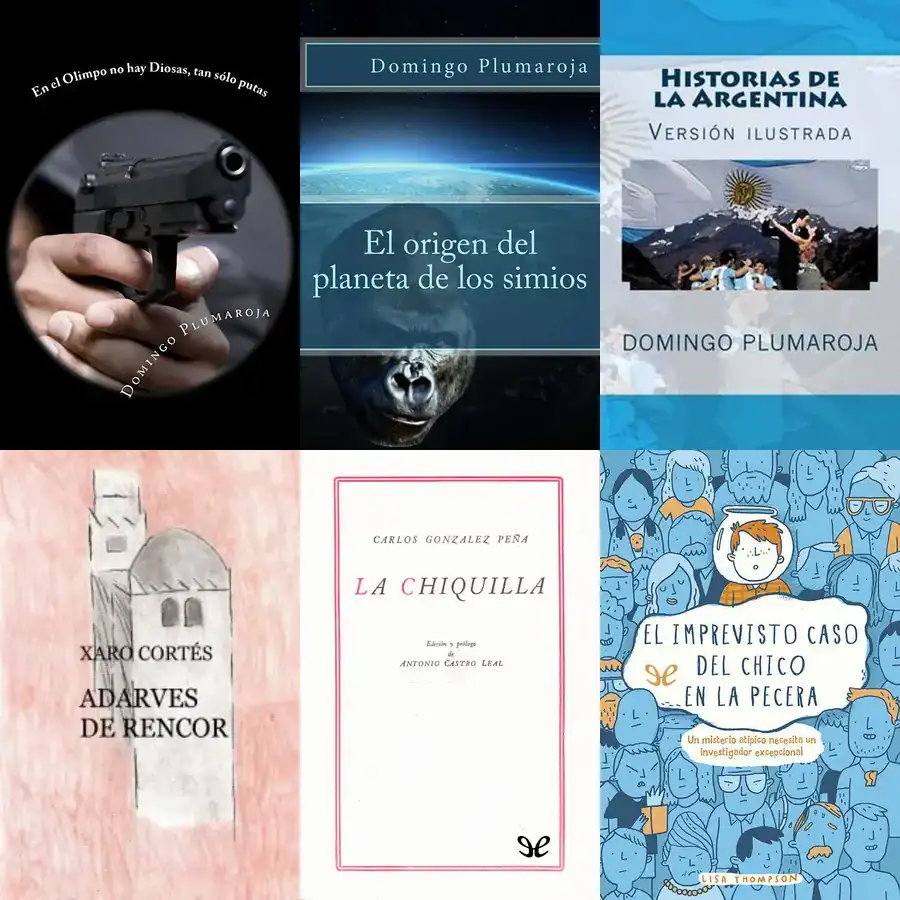 En el Olimpo no hay Diosas, tan sólo putas
DOMINGO PLUMAROJA
Domingo Plumaroja
El origen del
planeta de los simios
HISTORIAS DE
LA ARGENTINA
VERSIÓN ILUSTRADA
DOMINGO PLUMAROJA
XARO CORTÉS
ADARVES
DE RENCOR
CARLOS GONZALEZ PEÑA
LA CHIQUILLA
Edición y prólogo
de
ANTONIO CASTRO LEAL
EL IMPREVISTO CASO
DEL CHICO
EN LA PECERA
Un misterio atípico necesita un
investigador excepcional
LISA THOMPSON